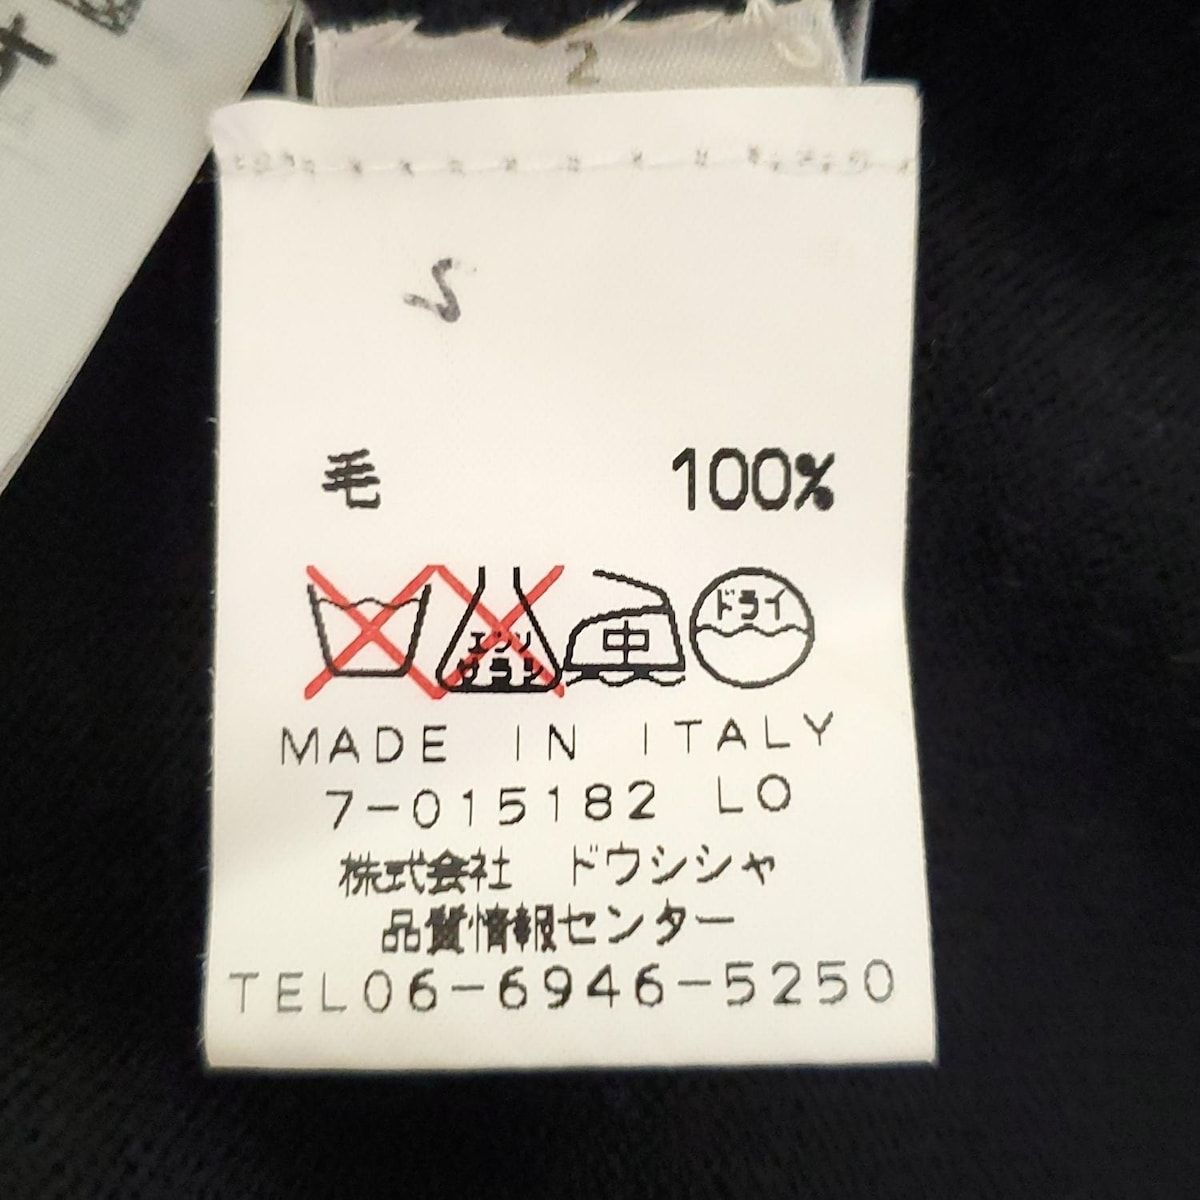 2
毛 100%
エンソ
サラシ
中
ドライ
MADE IN ITALY
7-015182 LO
株式会社 ドウシシャ
品質情報センター
TEL06-6946-5250